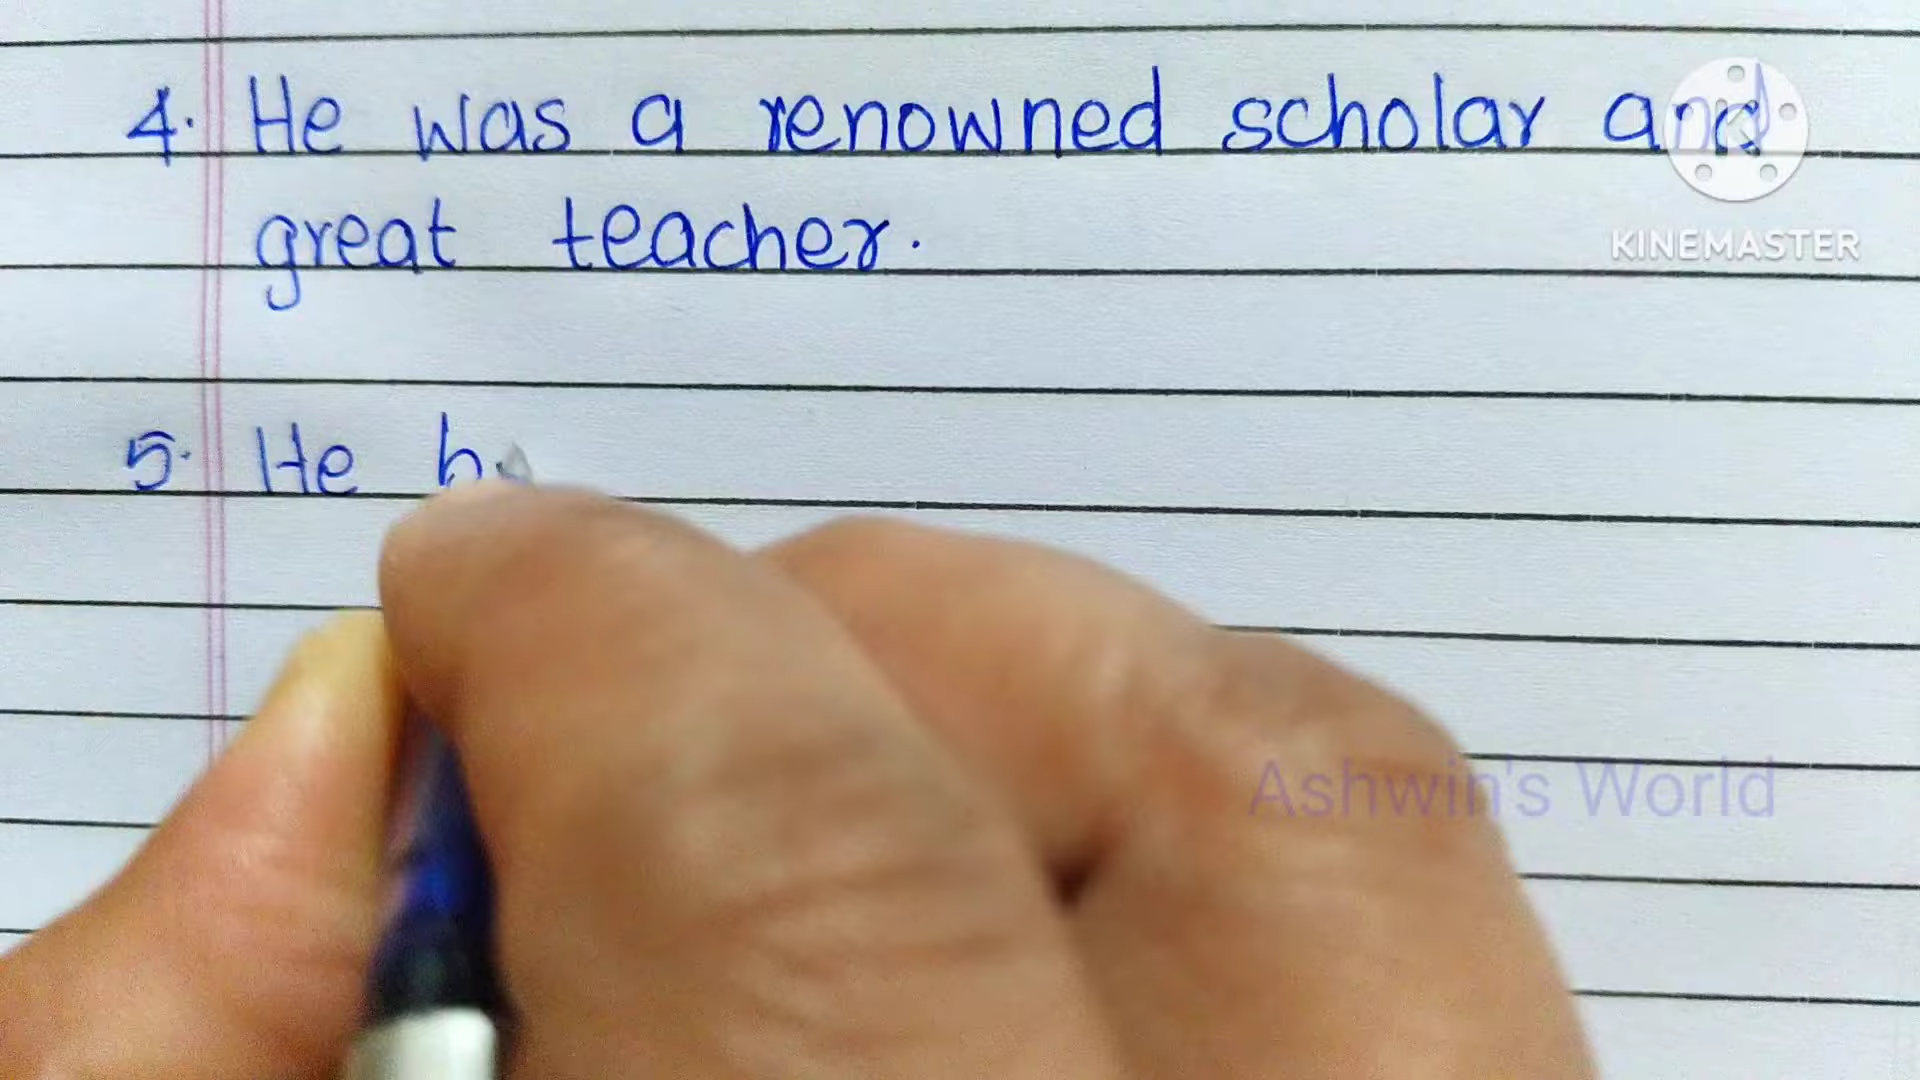 4. He was a renowned scholar and
great teacher.
KINEMASTER
5. He
Ashwin's World